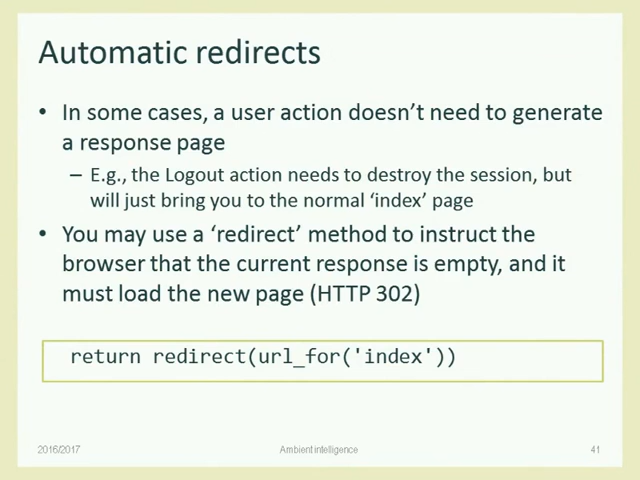 Automatic redirects
• In some cases, a user action doesn't need to generate
a response page
– E.g., the Logout action needs to destroy the session, but
will just bring you to the normal 'index' page
• You may use a 'redirect' method to instruct the
browser that the current response is empty, and it
must load the new page (HTTP 302)
return redirect(url_for('index'))
2016/2017 Ambient intelligence 41